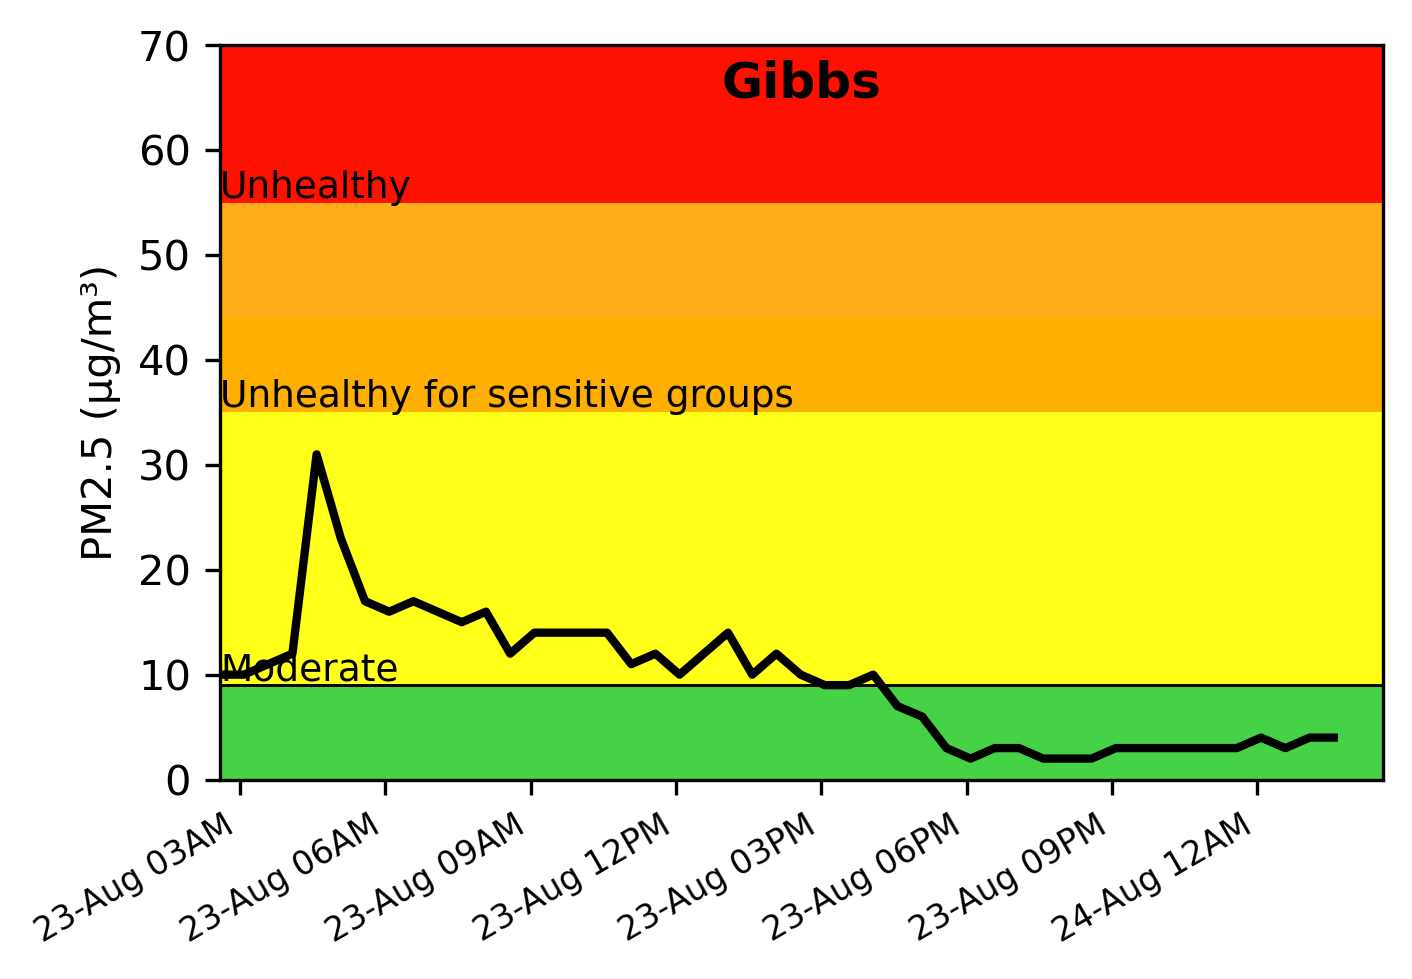 Gibbs
70
60
50
40
30
20
10
0
PM2.5 (µg/m³)
Unhealthy
Unhealthy for sensitive groups
Moderate
23-Aug 03AM
23-Aug 06AM
23-Aug 09AM
23-Aug 12PM
23-Aug 03PM
23-Aug 06PM
23-Aug 09PM
24-Aug 12AM